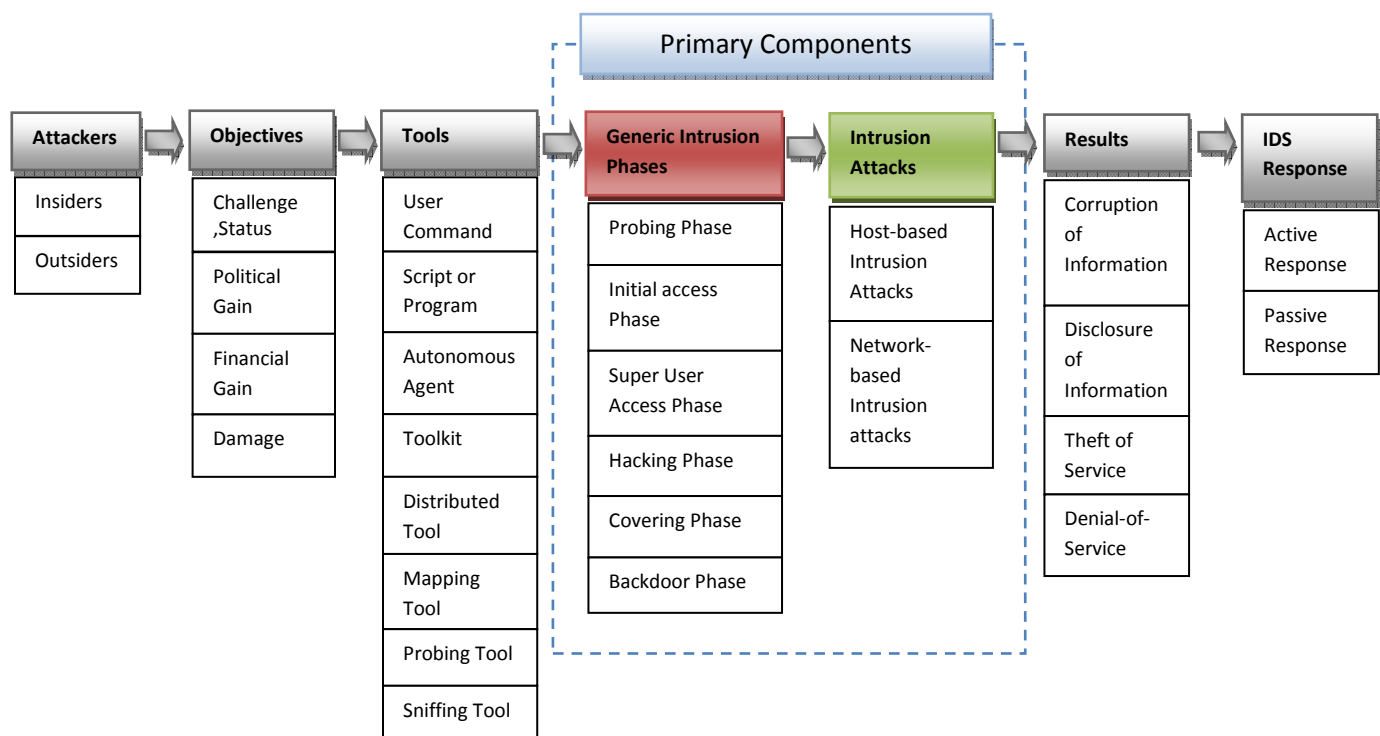 Primary Components
Attackers
Insiders
Outsiders
Objectives
Challenge
,Status
Political
Gain
Financial
Gain
Damage
Tools
User
Command
Script or
Program
Autonomous
Agent
Toolkit
Distributed
Tool
Mapping
Tool
Probing Tool
Sniffing Tool
Generic Intrusion
Phases
Probing Phase
Initial access
Phase
Super User
Access Phase
Hacking Phase
Covering Phase
Backdoor Phase
Intrusion
Attacks
Host-based
Intrusion
Attacks
Network-
based
Intrusion
attacks
Results
Corruption
of
Information
Disclosure
of
Information
Theft of
Service
Denial-of-
Service
IDS
Response
Active
Response
Passive
Response